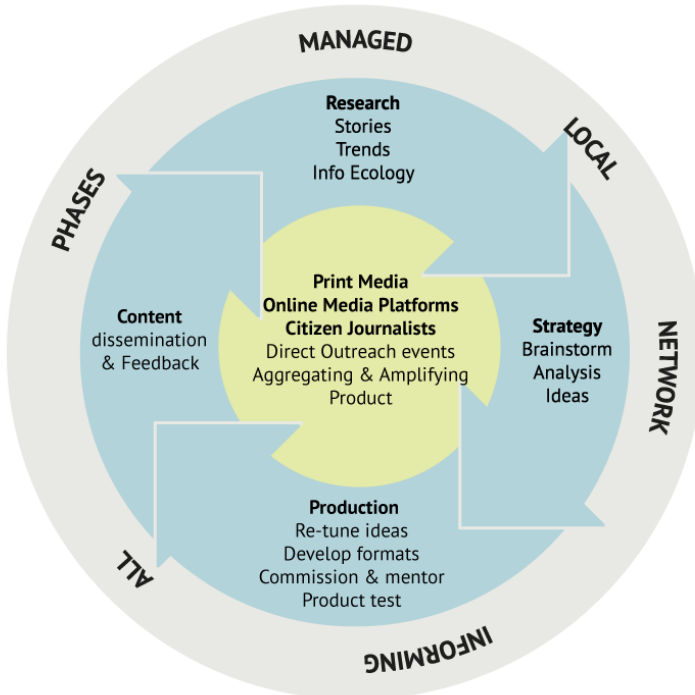 MANAGED
LOCAL
NETWORK
INFORMING
ALL
PHASES
Research
Stories
Trends
Info Ecology
Strategy
Brainstorm
Analysis
Ideas
Production
Re-tune ideas
Develop formats
Commission & mentor
Product test
Content
dissemination
& Feedback
Print Media
Online Media Platforms
Citizen Journalists
Direct Outreach events
Aggregating & Amplifying
Product